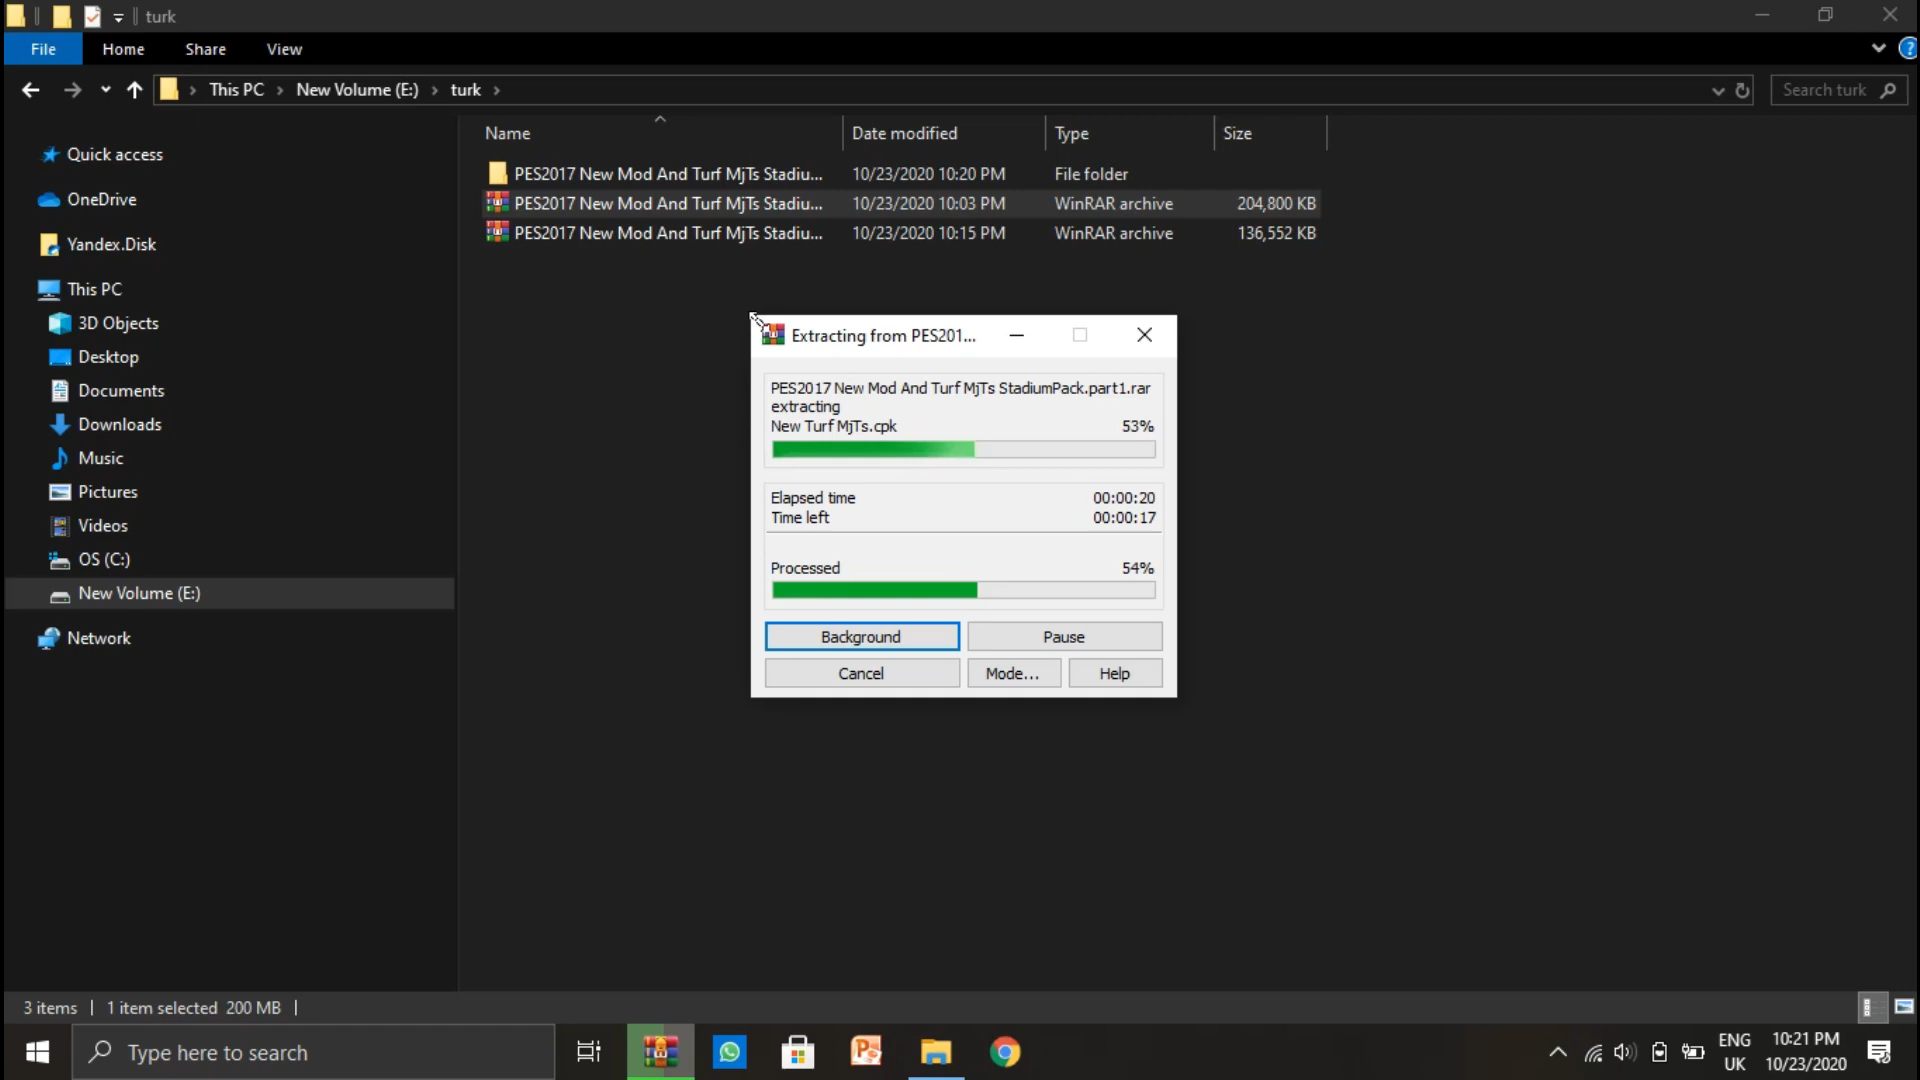 turk
File Home Share View
This PC New Volume (E:) turk
Search turk
Name Date modified Type Size
PES2017 New Mod And Turf MjTs Stadiu... 10/23/2020 10:20 PM File folder
PES2017 New Mod And Turf MjTs Stadiu... 10/23/2020 10:03 PM WinRAR archive 204,800 KB
PES2017 New Mod And Turf MjTs Stadiu... 10/23/2020 10:15 PM WinRAR archive 136,552 KB
Quick access
OneDrive
Yandex.Disk
This PC
3D Objects
Desktop
Documents
Downloads
Music
Pictures
Videos
OS (C:)
New Volume (E:)
Network
Extracting from PES201...
PES2017 New Mod And Turf MjTs StadiumPack.part1.rar
extracting
New Turf MjTs.cpk 53%
Elapsed time 00:00:20
Time left 00:00:17
Processed 54%
Background Pause
Cancel Mode... Help
3 items 1 item selected 200 MB
Type here to search
ENG
UK
10:21 PM
10/23/2020